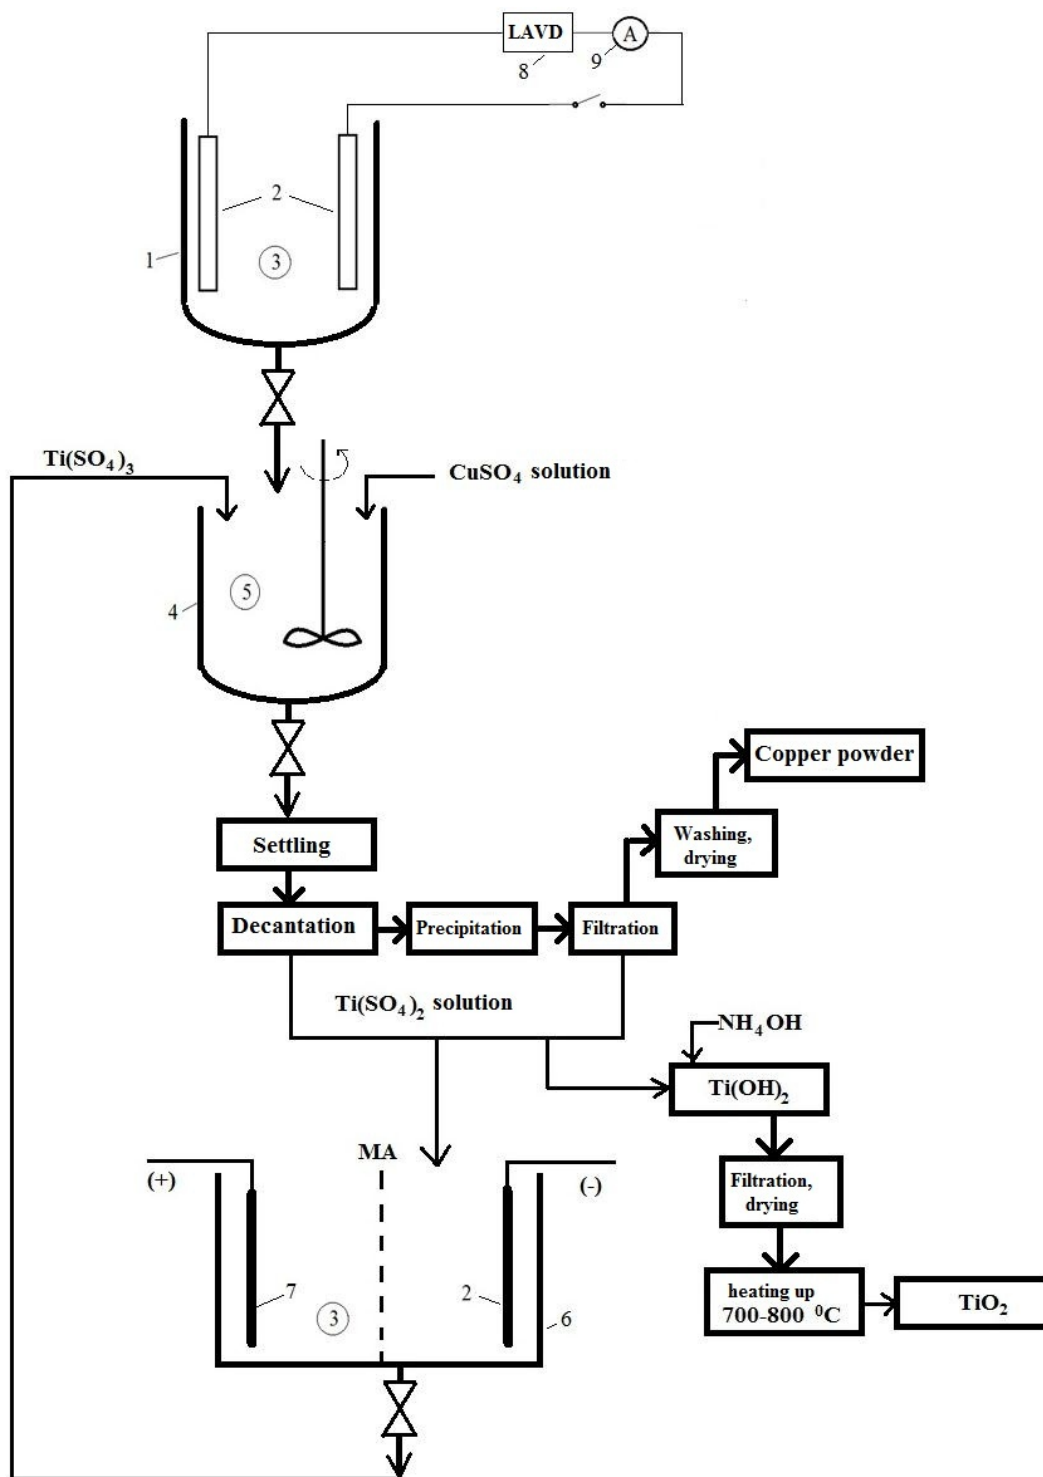 LAVD
A
8
9
2
1
3
Ti(SO₄)₃
CuSO₄ solution
5
4
Copper powder
Settling
Washing,
drying
Decantation
Precipitation
Filtration
Ti(SO₄)₂ solution
NH₄OH
Ti(OH)₂
MA
(+)
(-)
Filtration,
drying
7
2
3
6
heating up
700-800 ⁰C
TiO₂